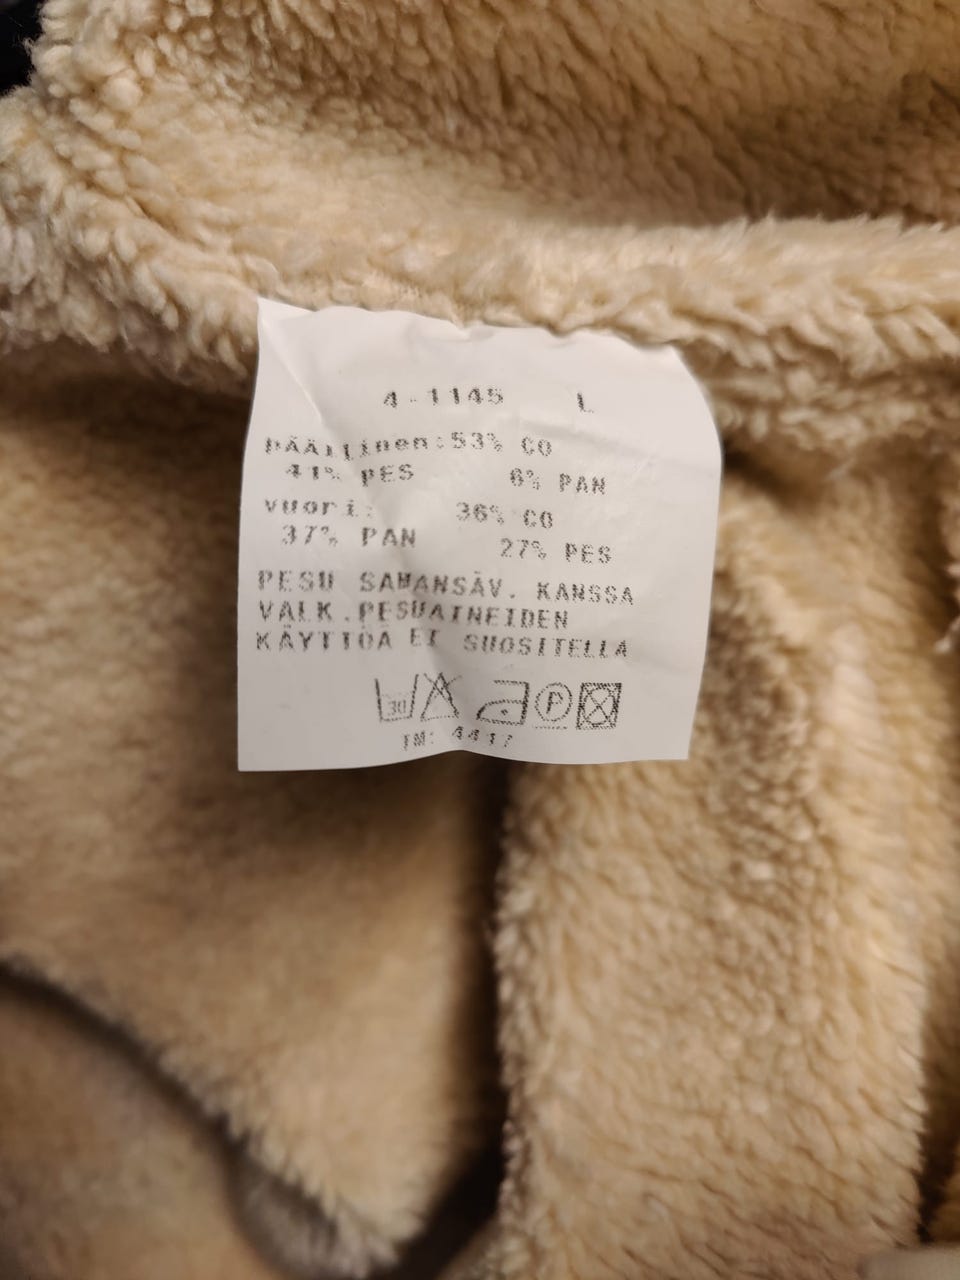 4-1145 L
PÄÄLLINEN:53% CO
41% PES 6% PAN
VUORI: 36% CO
37% PAN 27% PES
PESU SAMANSÄV. KANSSA
VALK.PESUAINEIDEN
KÄYTTÖÄ EI SUOSITELLA
30 P
TM: 4417